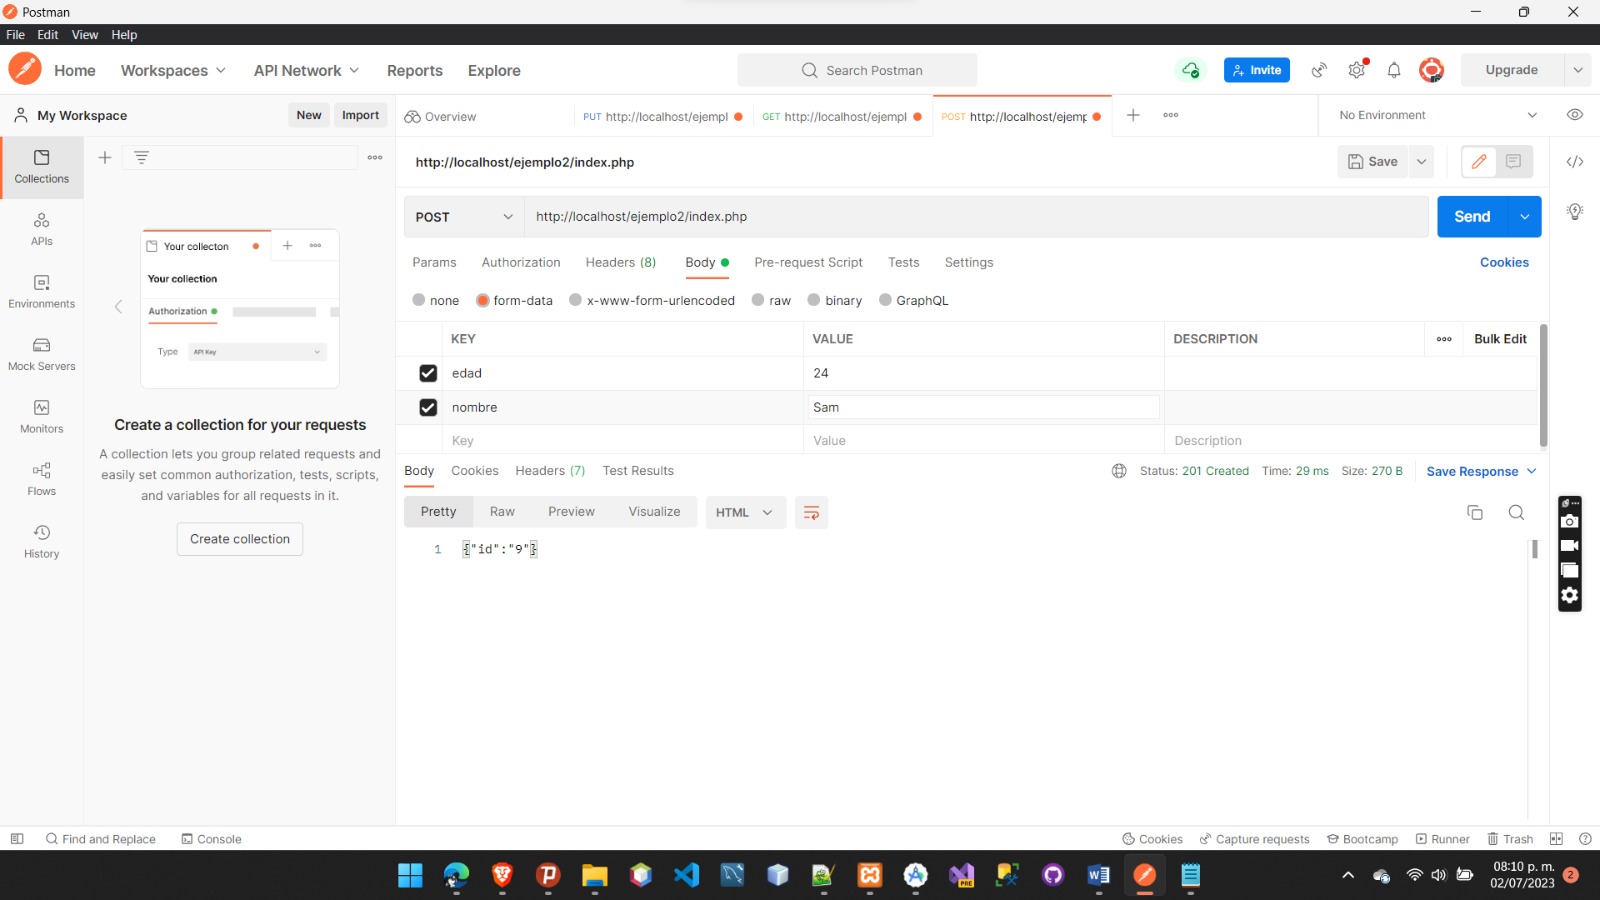 Postman
File Edit View Help
Home Workspaces API Network Reports Explore
Search Postman
Invite
Upgrade
My Workspace
New
Import
Overview
PUT http://localhost/ejempl
GET http://localhost/ejempl
POST http://localhost/ejemp
No Environment
Collections
APIs
Environments
Mock Servers
Monitors
Flows
History
Your collecton
Your collection
Authorization
Type
API Key
Create a collection for your requests
A collection lets you group related requests and
easily set common authorization, tests, scripts,
and variables for all requests in it.
Create collection
http://localhost/ejemplo2/index.php
Save
POST
http://localhost/ejemplo2/index.php
Send
Params Authorization Headers (8) Body Pre-request Script Tests Settings
Cookies
none form-data x-www-form-urlencoded raw binary GraphQL
KEY VALUE DESCRIPTION
Bulk Edit
edad 24
nombre Sam
Key Value Description
Body Cookies Headers (7) Test Results
Status: 201 Created Time: 29 ms Size: 270 B
Save Response
Pretty Raw Preview Visualize
HTML
1 {"id":"9"}
Find and Replace Console
Cookies Capture requests Bootcamp Runner Trash
PRE
08:10 p. m.
02/07/2023
2